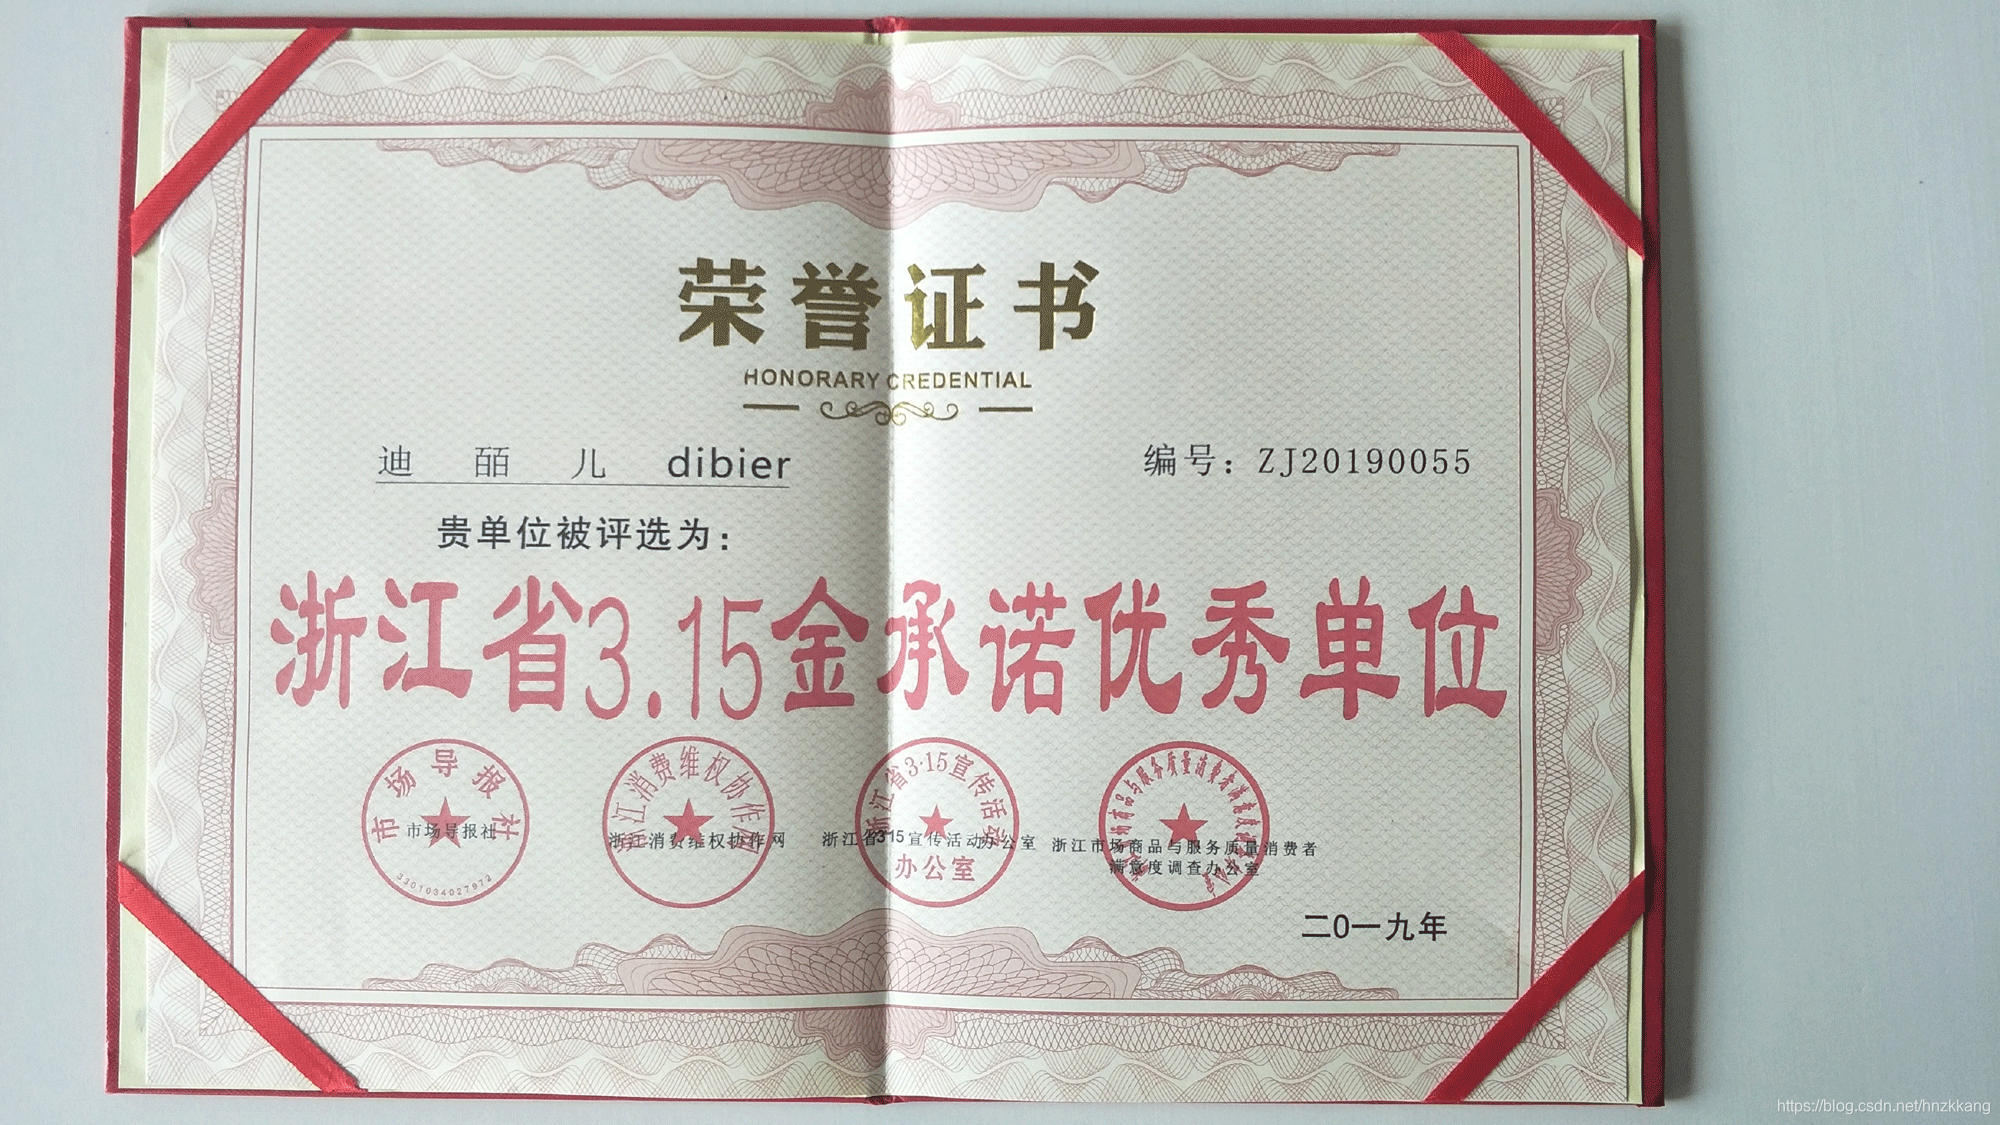 荣誉证书
HONORARY CREDENTIAL
迪皕儿 dibier
编号：ZJ20190055
贵单位被评选为：
浙江省3.15金承诺优秀单位
市场导报社
市场导报社
3301034027972
浙江消费维权协作网
浙江消费维权协作网
浙江省3·15宣传活动
办公室
浙江省315宣传活动办公室
浙江市场商品与服务质量消费者
满意度调查办公室
二0一九年
https://blog.csdn.net/hnzkkang